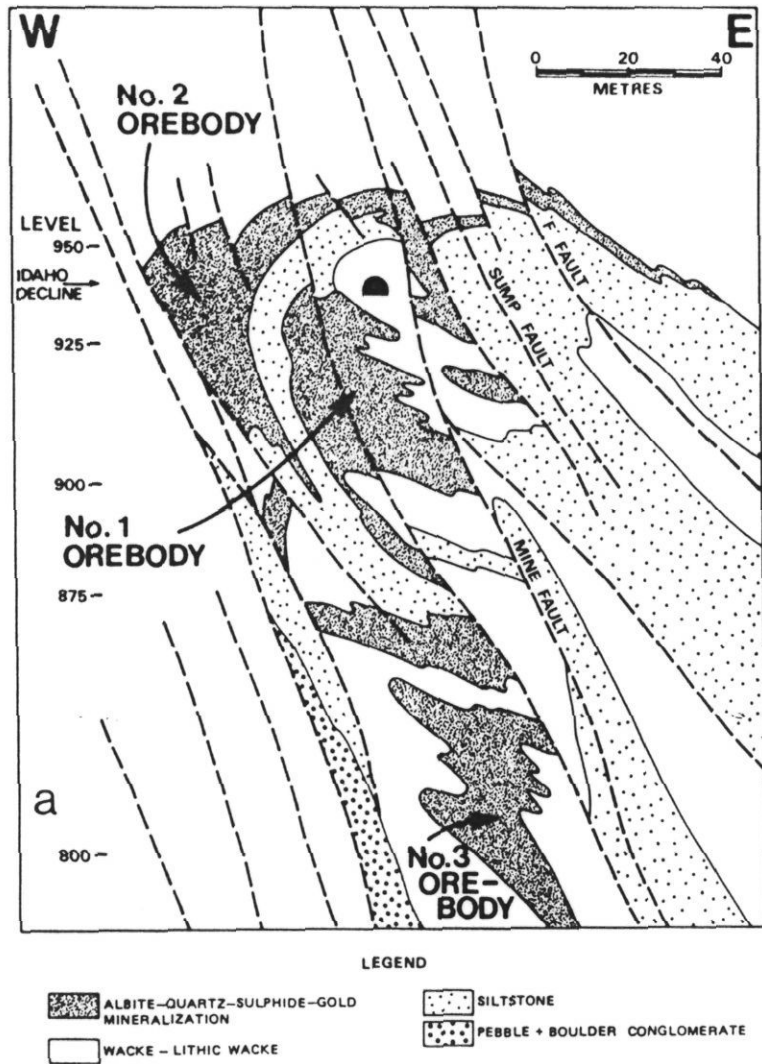 W
E
0 20 40
METRES
No. 2
OREBODY
LEVEL
950
IDAHO
DECLINE
925
900
No.1
OREBODY
875
800
a
F FAULT
SUMP FAULT
MINE FAULT
No.3
ORE-
BODY
LEGEND
ALBITE–QUARTZ–SULPHIDE–GOLD
MINERALIZATION
WACKE – LITHIC WACKE
SILTSTONE
PEBBLE + BOULDER CONGLOMERATE